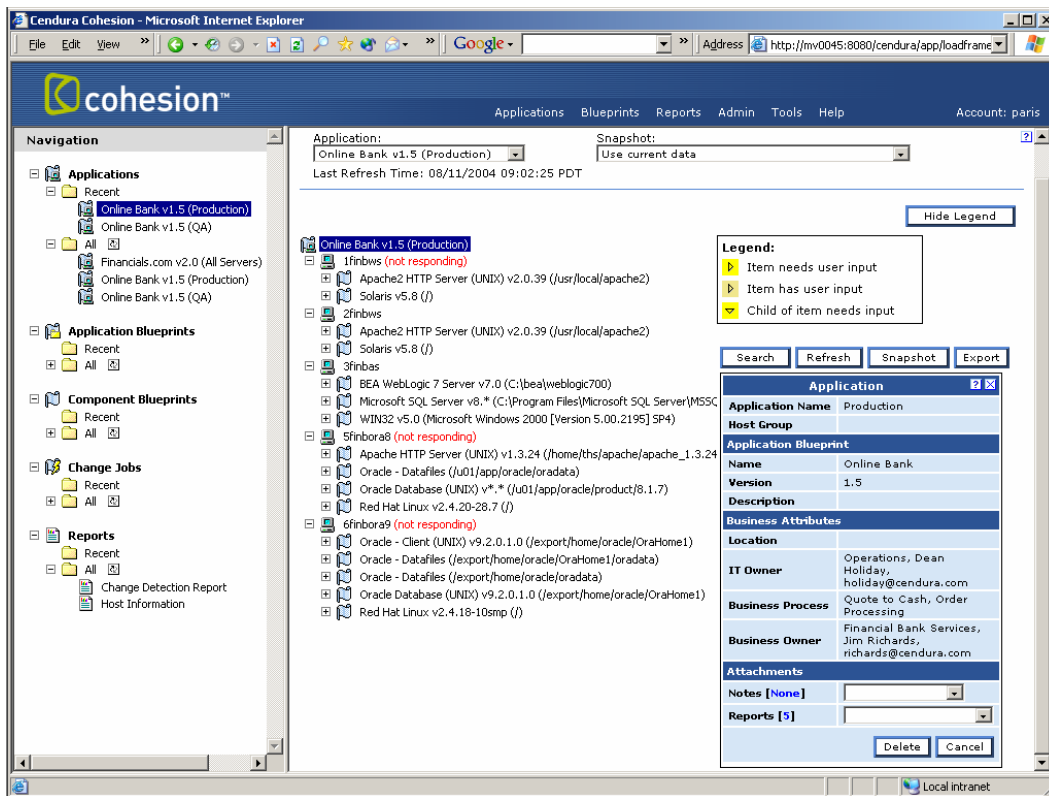 Cendura Cohesion - Microsoft Internet Explorer
File Edit View » » Google - » Address http://mv0045:8080/cendura/app/loadframe
cohesion™
Applications Blueprints Reports Admin Tools Help Account: paris
Navigation
Applications
Recent
Online Bank v1.5 (Production)
Online Bank v1.5 (QA)
All
Financials.com v2.0 (All Servers)
Online Bank v1.5 (Production)
Online Bank v1.5 (QA)
Application Blueprints
Recent
All
Component Blueprints
Recent
All
Change Jobs
Recent
All
Reports
Recent
All
Change Detection Report
Host Information
Application: Snapshot:
Online Bank v1.5 (Production) Use current data
Last Refresh Time: 08/11/2004 09:02:25 PDT
Hide Legend
Online Bank v1.5 (Production)
1finbws (not responding)
Apache2 HTTP Server (UNIX) v2.0.39 (/usr/local/apache2)
Solaris v5.8 (/)
2finbws
Apache2 HTTP Server (UNIX) v2.0.39 (/usr/local/apache2)
Solaris v5.8 (/)
3finbas
BEA WebLogic 7 Server v7.0 (C:\bea\weblogic700)
Microsoft SQL Server v8.* (C:\Program Files\Microsoft SQL Server\MSSQ
WIN32 v5.0 (Microsoft Windows 2000 [Version 5.00.2195] SP4)
5finbora8 (not responding)
Apache HTTP Server (UNIX) v1.3.24 (/home/ths/apache/apache_1.3.24
Oracle - Datafiles (/u01/app/oracle/oradata)
Oracle Database (UNIX) v*.* (/u01/app/oracle/product/8.1.7)
Red Hat Linux v2.4.20-28.7 (/)
6finbora9 (not responding)
Oracle - Client (UNIX) v9.2.0.1.0 (/export/home/oracle/OraHome1)
Oracle - Datafiles (/export/home/oracle/OraHome1/oradata)
Oracle - Datafiles (/export/home/oracle/oradata)
Oracle Database (UNIX) v9.2.0.1.0 (/export/home/oracle/OraHome1)
Red Hat Linux v2.4.18-10smp (/)
Legend:
Item needs user input
Item has user input
Child of item needs input
Search Refresh Snapshot Export
Application
Application Name Production
Host Group
Application Blueprint
Name Online Bank
Version 1.5
Description
Business Attributes
Location
IT Owner Operations, Dean
Holiday,
holiday@cendura.com
Business Process Quote to Cash, Order
Processing
Business Owner Financial Bank Services,
Jim Richards,
richards@cendura.com
Attachments
Notes [None]
Reports [5]
Delete Cancel
Local intranet